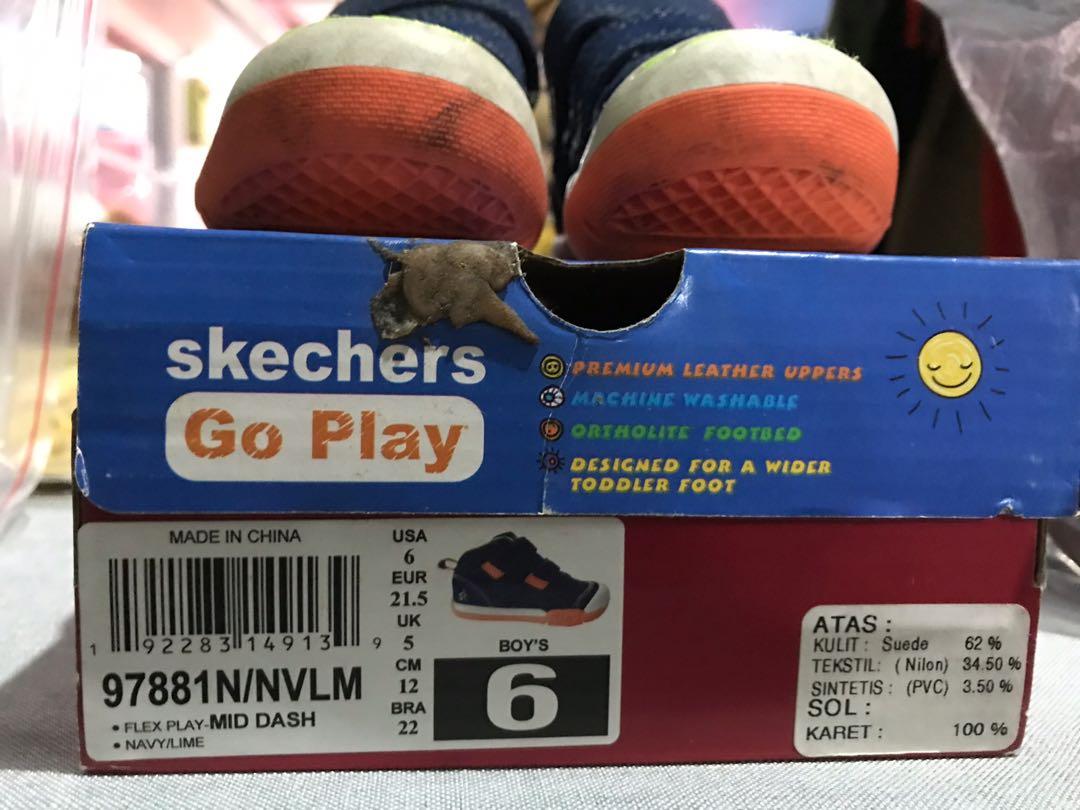 skechers
Go Play
PREMIUM LEATHER UPPERS
MACHINE WASHABLE
ORTHOLITE FOOTBED
DESIGNED FOR A WIDER
TODDLER FOOT
MADE IN CHINA
1 92283 14913 9
97881N/NVLM
• FLEX PLAY-MID DASH
• NAVY/LIME
USA
6
EUR
21.5
UK
5
CM
12
BRA
22
BOY'S
6
ATAS :
KULIT : Suede 62 %
TEKSTIL: (Nilon) 34.50 %
SINTETIS : (PVC) 3.50 %
SOL :
KARET : 100 %